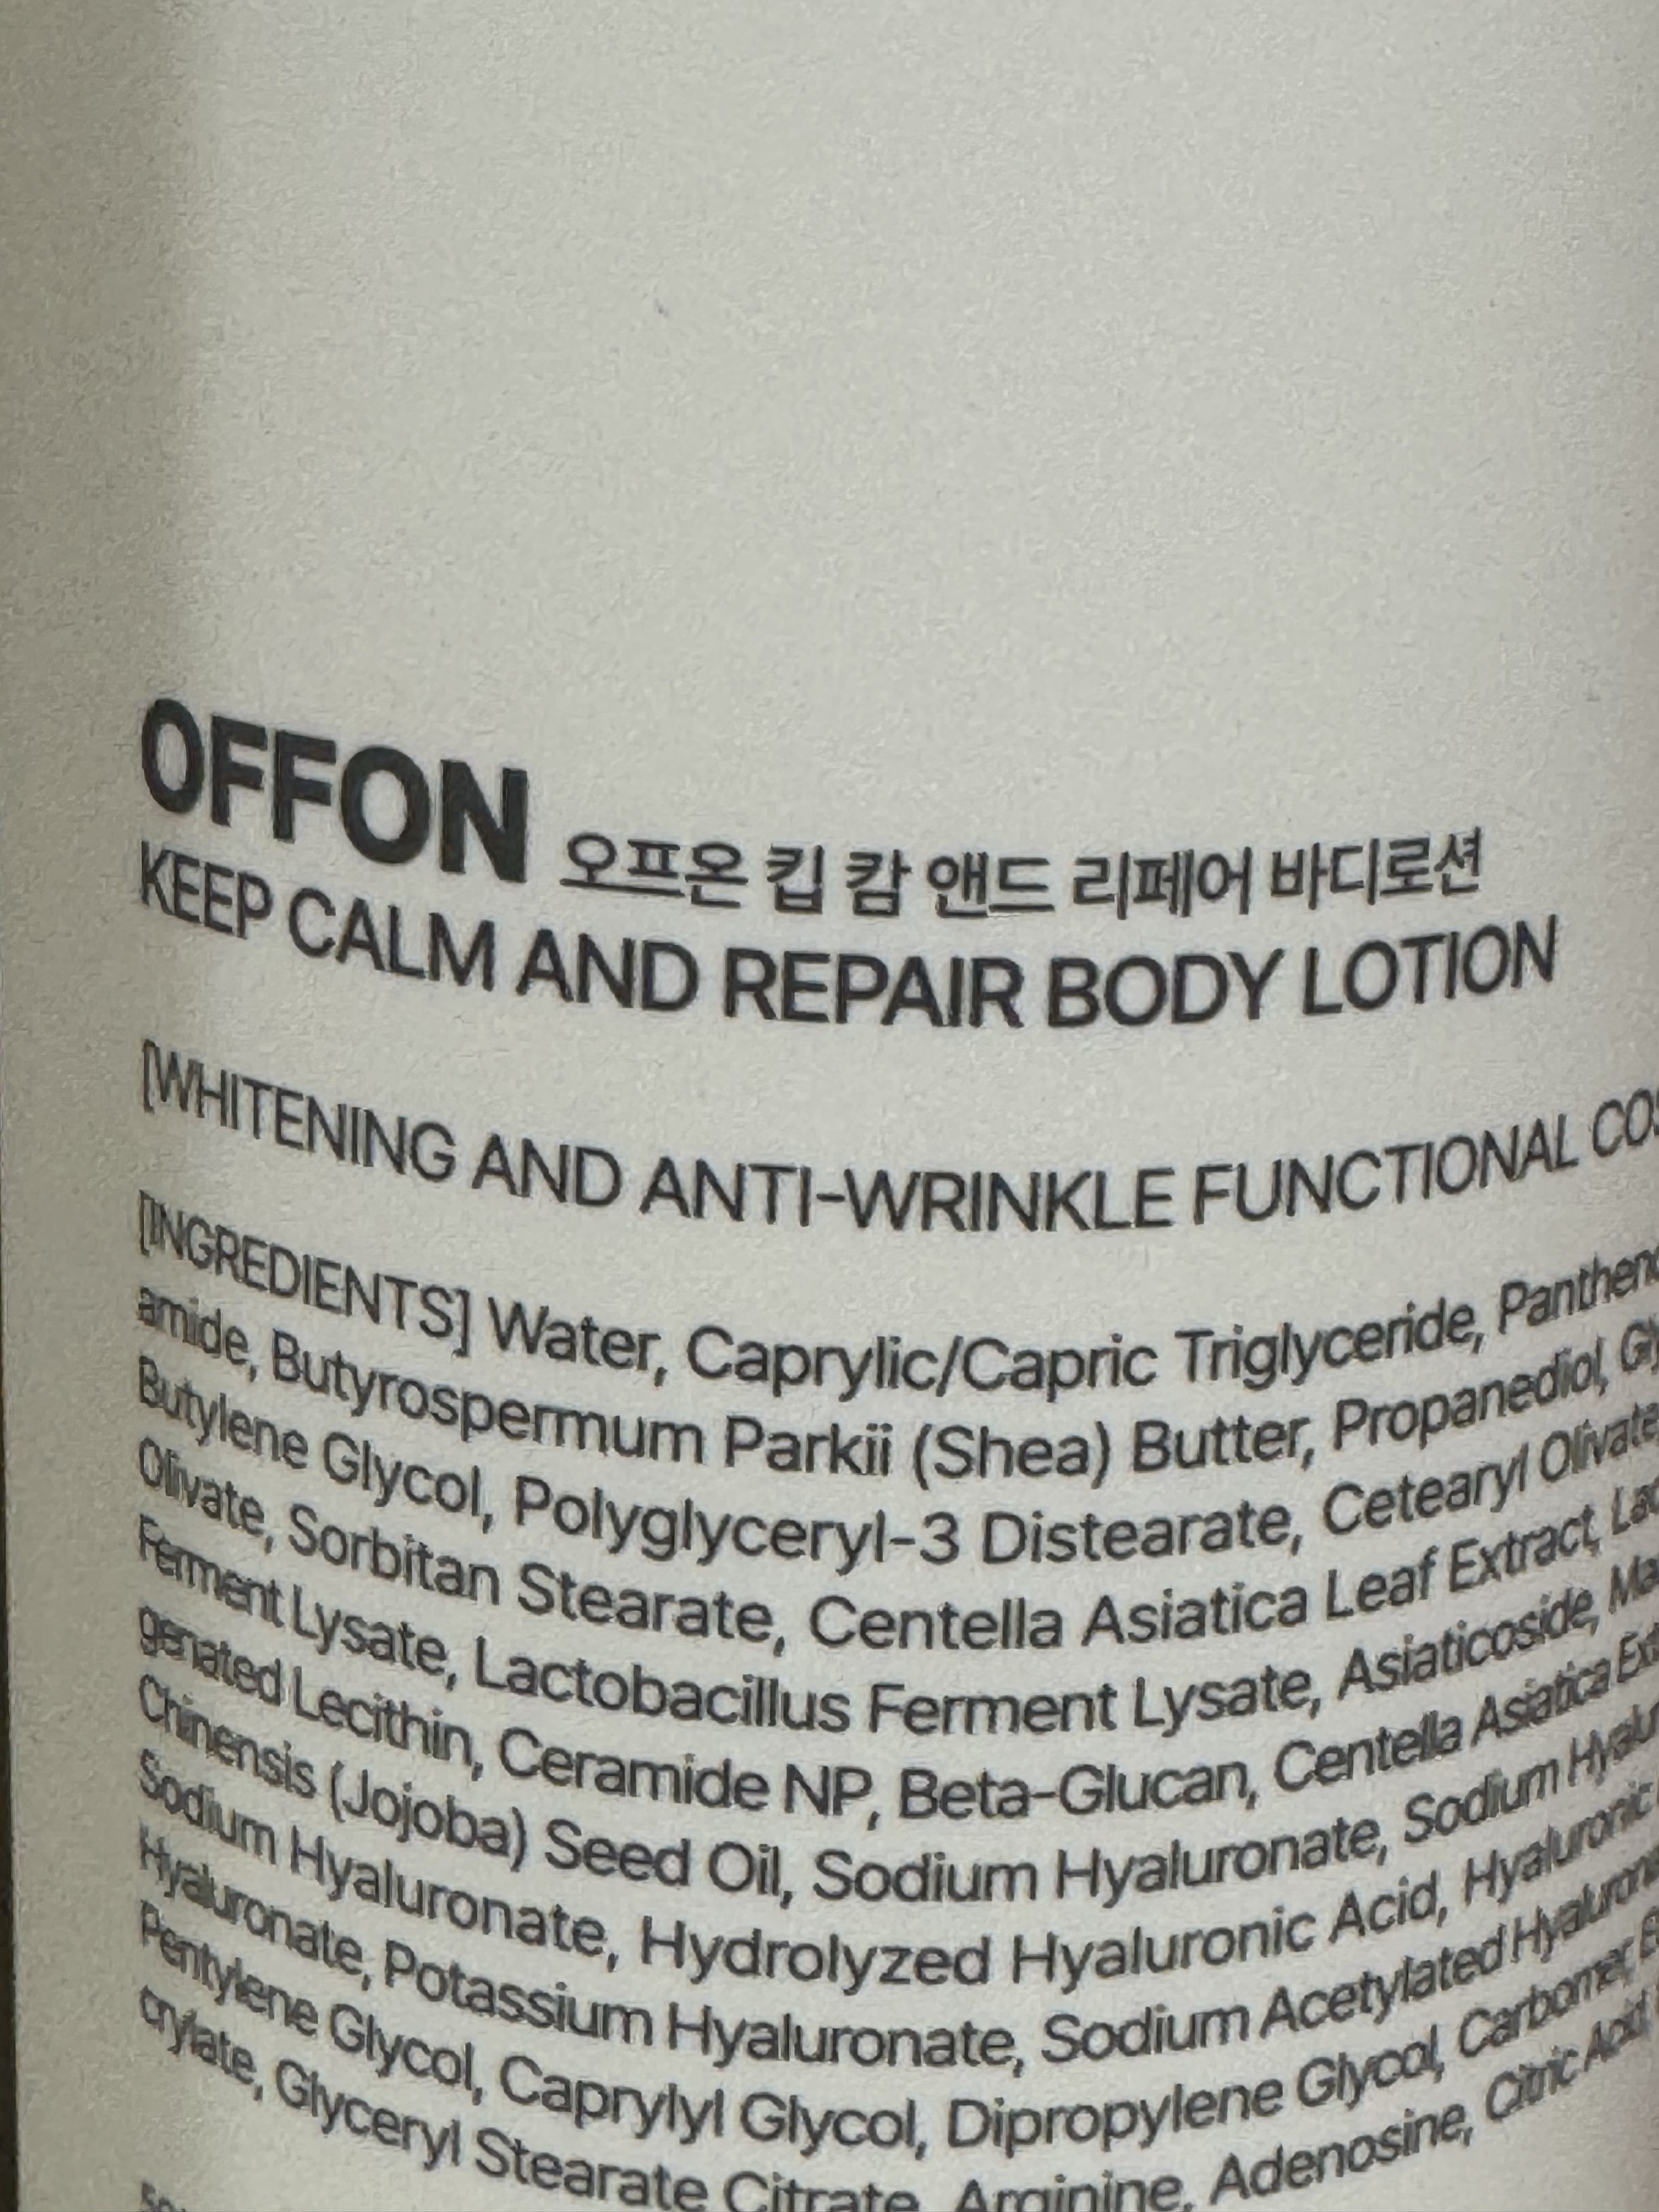 OFFON 오프온 킵 캄 앤드 리페어 바디로션
KEEP CALM AND REPAIR BODY LOTION
[WHITENING AND ANTI-WRINKLE FUNCTIONAL
[INGREDIENTS] Water, Caprylic/Capric Triglyceride,
amide, Butyrospermum Parkii (Shea) Butter, Propanediol,
Butylene Glycol, Polyglyceryl-3 Distearate, Cetearyl Olivate
Olivate, Sorbitan Stearate, Centella Asiatica Leaf Extract,
Ferment Lysate, Lactobacillus Ferment Lysate, Asiaticoside,
genated Lecithin, Ceramide NP, Beta-Glucan, Centella Asiatica
Chinensis (Jojoba) Seed Oil, Sodium Hyaluronate, Sodium
Sodium Hyaluronate, Hydrolyzed Hyaluronic Acid, Hyaluronic
Hyaluronate, Potassium Hyaluronate, Sodium Acetylated
Pentylene Glycol, Caprylyl Glycol, Dipropylene Glycol, Carbomer,
crylate, Glyceryl Stearate Citrate, Arginine, Adenosine, Citric Acid